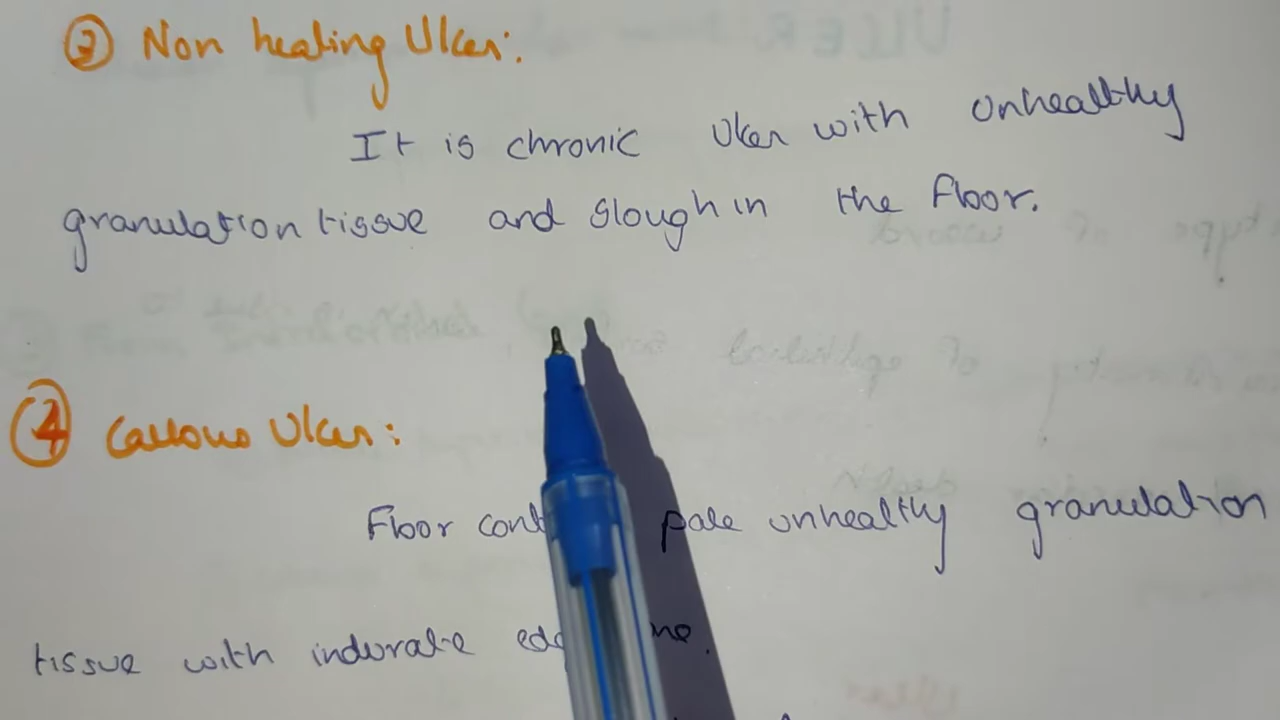 ③ Non healing Ulcer:
It is chronic Ulcer with Unhealthy
granulation tissue and slough in the floor.
④ Callous Ulcer:
Floor pale unhealthy granulation
tissue with indurate
ULCER